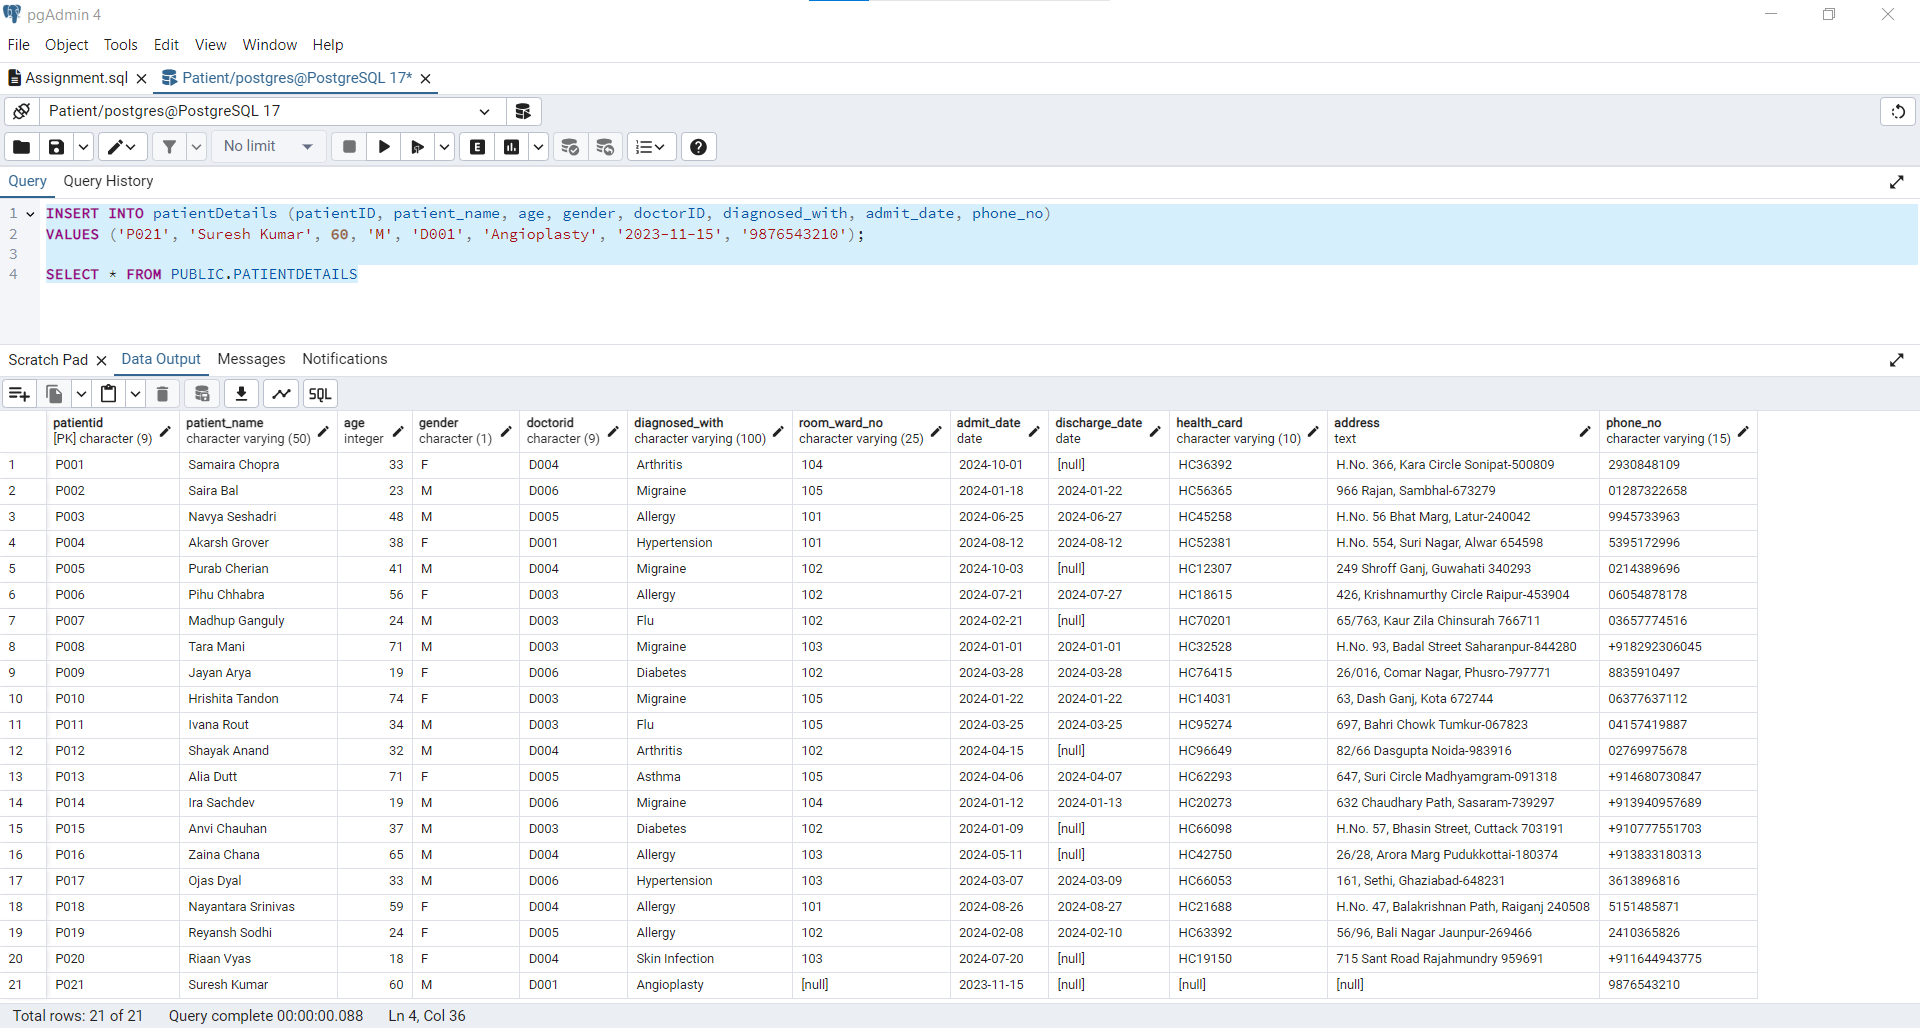 pgAdmin 4
File Object Tools Edit View Window Help
Assignment.sql Patient/postgres@PostgreSQL 17*
Patient/postgres@PostgreSQL 17
No limit E
Query Query History
1 INSERT INTO patientDetails (patientID, patient_name, age, gender, doctorID, diagnosed_with, admit_date, phone_no)
2 VALUES ('P021', 'Suresh Kumar', 60, 'M', 'D001', 'Angioplasty', '2023-11-15', '9876543210');
3
4 SELECT * FROM PUBLIC.PATIENTDETAILS
Scratch Pad Data Output Messages Notifications
SQL
patientid patient_name age gender doctorid diagnosed_with room_ward_no admit_date discharge_date health_card address phone_no
[PK] character (9) character varying (50) integer character (1) character (9) character varying (100) character varying (25) date date character varying (10) text character varying (15)
1 P001 Samaira Chopra 33 F D004 Arthritis 104 2024-10-01 [null] HC36392 H.No. 366, Kara Circle Sonipat-500809 2930848109
2 P002 Saira Bal 23 M D006 Migraine 105 2024-01-18 2024-01-22 HC56365 966 Rajan, Sambhal-673279 01287322658
3 P003 Navya Seshadri 48 M D005 Allergy 101 2024-06-25 2024-06-27 HC45258 H.No. 56 Bhat Marg, Latur-240042 9945733963
4 P004 Akarsh Grover 38 F D001 Hypertension 101 2024-08-12 2024-08-12 HC52381 H.No. 554, Suri Nagar, Alwar 654598 5395172996
5 P005 Purab Cherian 41 M D004 Migraine 102 2024-10-03 [null] HC12307 249 Shroff Ganj, Guwahati 340293 0214389696
6 P006 Pihu Chhabra 56 F D003 Allergy 102 2024-07-21 2024-07-27 HC18615 426, Krishnamurthy Circle Raipur-453904 06054878178
7 P007 Madhup Ganguly 24 M D003 Flu 102 2024-02-21 [null] HC70201 65/763, Kaur Zila Chinsurah 766711 03657774516
8 P008 Tara Mani 71 M D003 Migraine 103 2024-01-01 2024-01-01 HC32528 H.No. 93, Badal Street Saharanpur-844280 +918292306045
9 P009 Jayan Arya 19 F D006 Diabetes 102 2024-03-28 2024-03-28 HC76415 26/016, Comar Nagar, Phusro-797771 8835910497
10 P010 Hrishita Tandon 74 F D003 Migraine 105 2024-01-22 2024-01-22 HC14031 63, Dash Ganj, Kota 672744 06377637112
11 P011 Ivana Rout 34 M D003 Flu 105 2024-03-25 2024-03-25 HC95274 697, Bahri Chowk Tumkur-067823 04157419887
12 P012 Shayak Anand 32 M D004 Arthritis 102 2024-04-15 [null] HC96649 82/66 Dasgupta Noida-983916 02769975678
13 P013 Alia Dutt 71 F D005 Asthma 105 2024-04-06 2024-04-07 HC62293 647, Suri Circle Madhyamgram-091318 +914680730847
14 P014 Ira Sachdev 19 M D006 Migraine 104 2024-01-12 2024-01-13 HC20273 632 Chaudhary Path, Sasaram-739297 +913940957689
15 P015 Anvi Chauhan 37 M D003 Diabetes 102 2024-01-09 [null] HC66098 H.No. 57, Bhasin Street, Cuttack 703191 +910777551703
16 P016 Zaina Chana 65 M D004 Allergy 103 2024-05-11 [null] HC42750 26/28, Arora Marg Pudukkottai-180374 +913833180313
17 P017 Ojas Dyal 33 M D006 Hypertension 103 2024-03-07 2024-03-09 HC66053 161, Sethi, Ghaziabad-648231 3613896816
18 P018 Nayantara Srinivas 59 F D004 Allergy 101 2024-08-26 2024-08-27 HC21688 H.No. 47, Balakrishnan Path, Raiganj 240508 5151485871
19 P019 Reyansh Sodhi 24 F D005 Allergy 102 2024-02-08 2024-02-10 HC63392 56/96, Bali Nagar Jaunpur-269466 2410365826
20 P020 Riaan Vyas 18 F D004 Skin Infection 103 2024-07-20 [null] HC19150 715 Sant Road Rajahmundry 959691 +911644943775
21 P021 Suresh Kumar 60 M D001 Angioplasty [null] 2023-11-15 [null] [null] [null] 9876543210
Total rows: 21 of 21 Query complete 00:00:00.088 Ln 4, Col 36